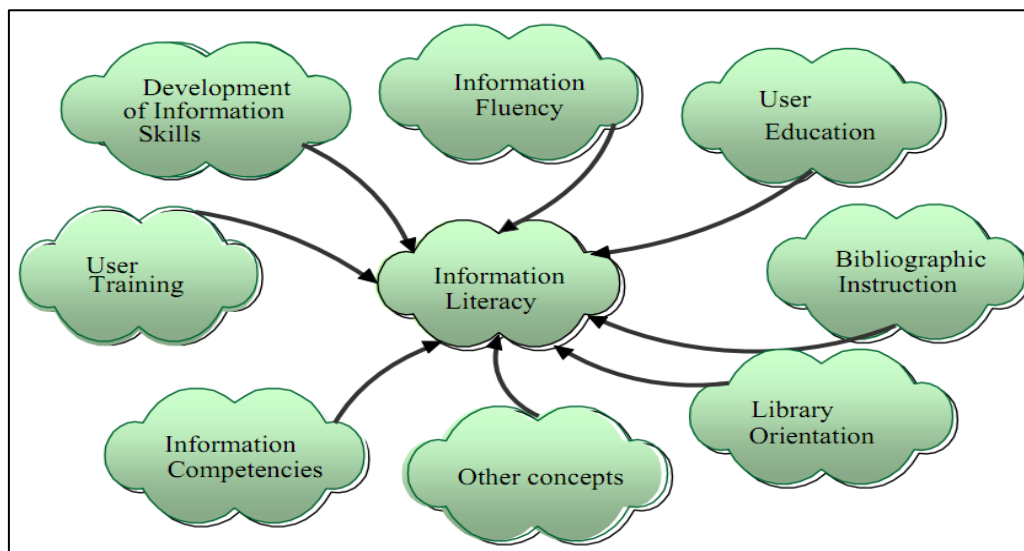 Development
of Information
Skills
Information
Fluency
User
Education
User
Training
Information
Literacy
Bibliographic
Instruction
Information
Competencies
Other concepts
Library
Orientation